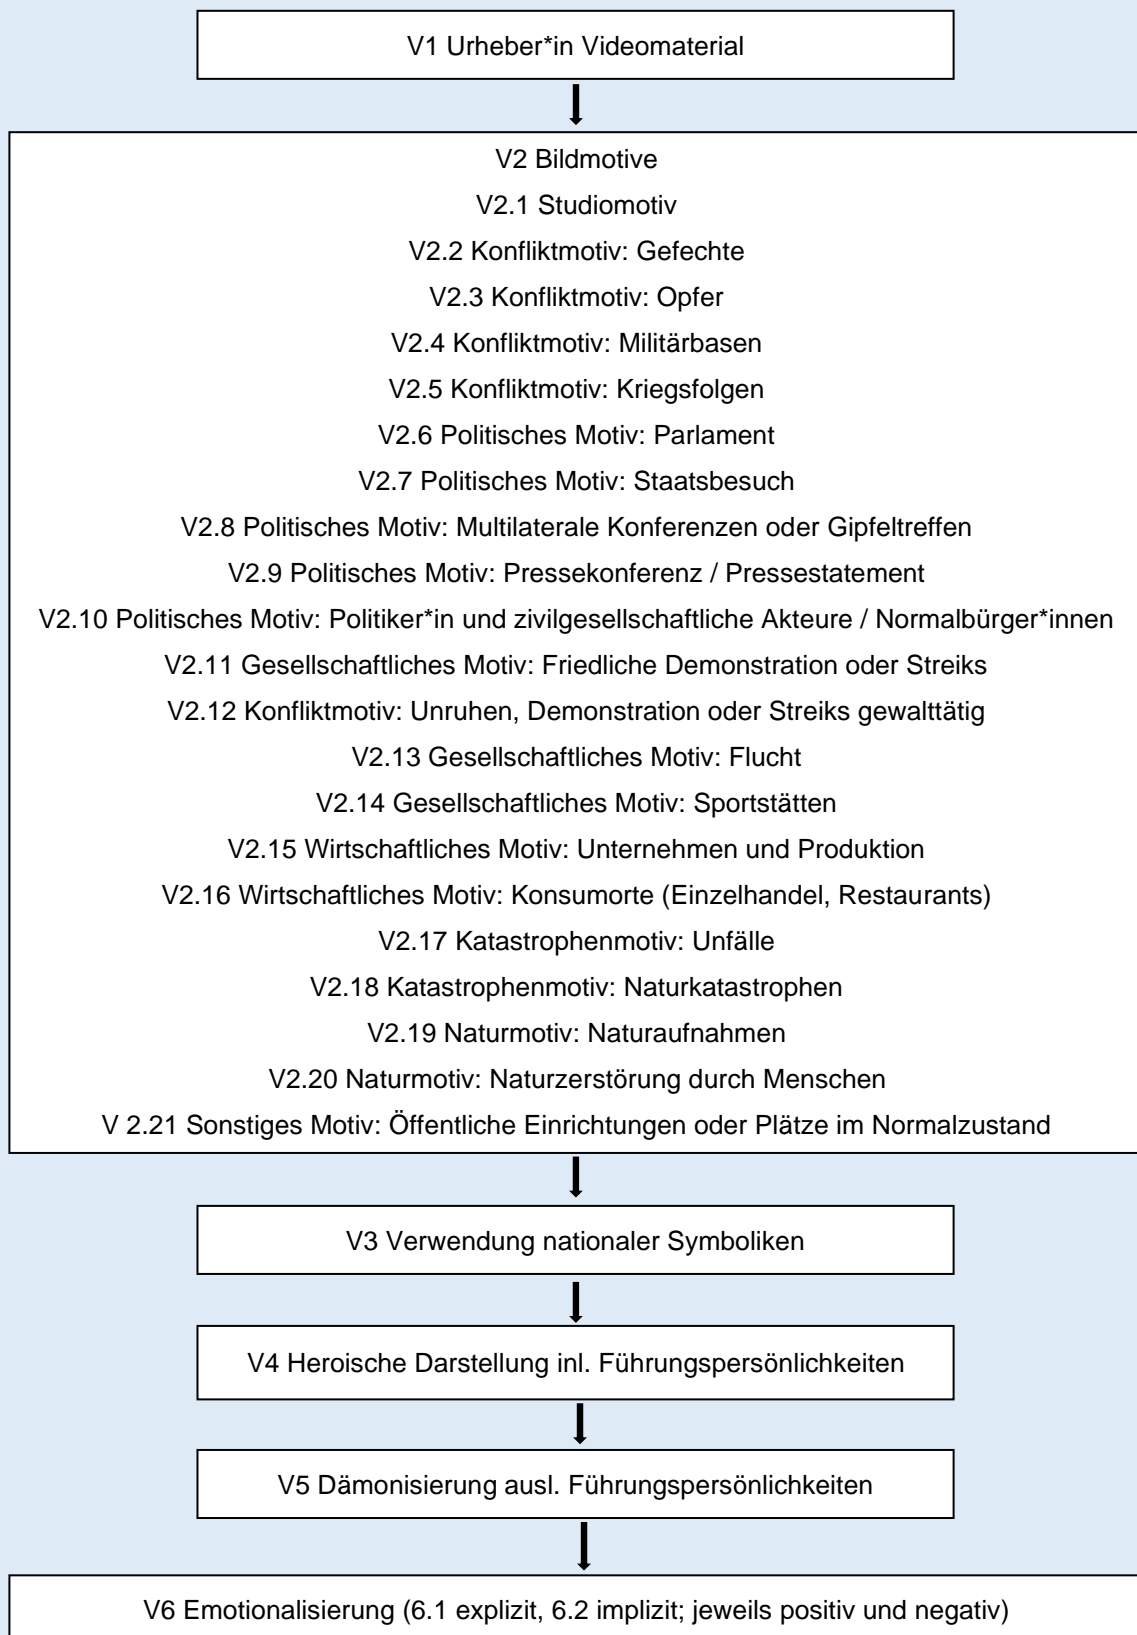 V1 Urheber*in Videomaterial
V2 Bildmotive
V2.1 Studiomotiv
V2.2 Konfliktmotiv: Gefechte
V2.3 Konfliktmotiv: Opfer
V2.4 Konfliktmotiv: Militärbasen
V2.5 Konfliktmotiv: Kriegsfolgen
V2.6 Politisches Motiv: Parlament
V2.7 Politisches Motiv: Staatsbesuch
V2.8 Politisches Motiv: Multilaterale Konferenzen oder Gipfeltreffen
V2.9 Politisches Motiv: Pressekonferenz / Pressestatement
V2.10 Politisches Motiv: Politiker*in und zivilgesellschaftliche Akteure / Normalbürger*innen
V2.11 Gesellschaftliches Motiv: Friedliche Demonstration oder Streiks
V2.12 Konfliktmotiv: Unruhen, Demonstration oder Streiks gewalttätig
V2.13 Gesellschaftliches Motiv: Flucht
V2.14 Gesellschaftliches Motiv: Sportstätten
V2.15 Wirtschaftliches Motiv: Unternehmen und Produktion
V2.16 Wirtschaftliches Motiv: Konsumorte (Einzelhandel, Restaurants)
V2.17 Katastrophenmotiv: Unfälle
V2.18 Katastrophenmotiv: Naturkatastrophen
V2.19 Naturmotiv: Naturaufnahmen
V2.20 Naturmotiv: Naturzerstörung durch Menschen
V 2.21 Sonstiges Motiv: Öffentliche Einrichtungen oder Plätze im Normalzustand
V3 Verwendung nationaler Symboliken
V4 Heroische Darstellung inl. Führungspersönlichkeiten
V5 Dämonisierung ausl. Führungspersönlichkeiten
V6 Emotionalisierung (6.1 explizit, 6.2 implizit; jeweils positiv und negativ)